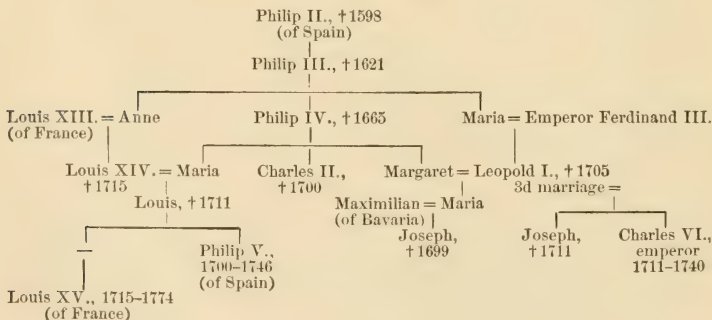 Philip II., †1598
(of Spain)
Philip III., †1621
Louis XIII. = Anne
(of France)
Philip IV., †1665
Maria = Emperor Ferdinand III.
Louis XIV. = Maria
†1715
Charles II.,
†1700
Margaret = Leopold I., †1705
3d marriage =
Louis, †1711
Maximilian = Maria
(of Bavaria)
Joseph,
†1699
Joseph,
†1711
Charles VI.,
emperor
1711–1740
—
Philip V.,
1700–1746
(of Spain)
Louis XV., 1715–1774
(of France)